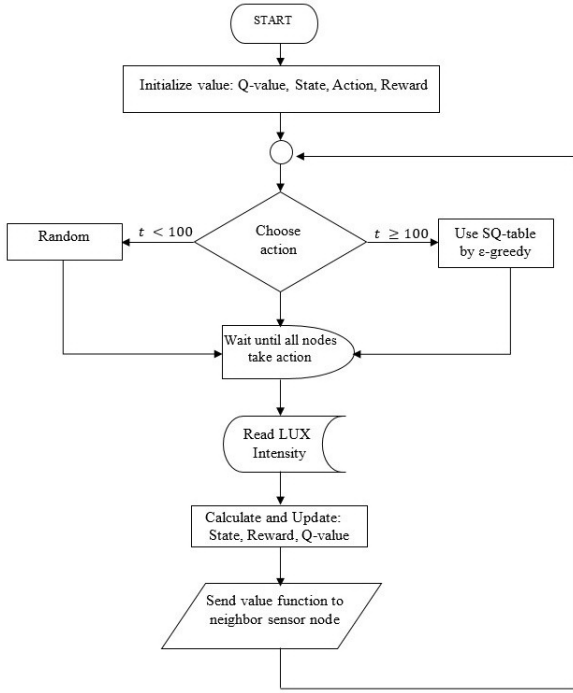 START
Initialize value: Q-value, State, Action, Reward
Choose
action
t < 100
t ≥ 100
Random
Use SQ-table
by ε-greedy
Wait until all nodes
take action
Read LUX
Intensity
Calculate and Update:
State, Reward, Q-value
Send value function to
neighbor sensor node